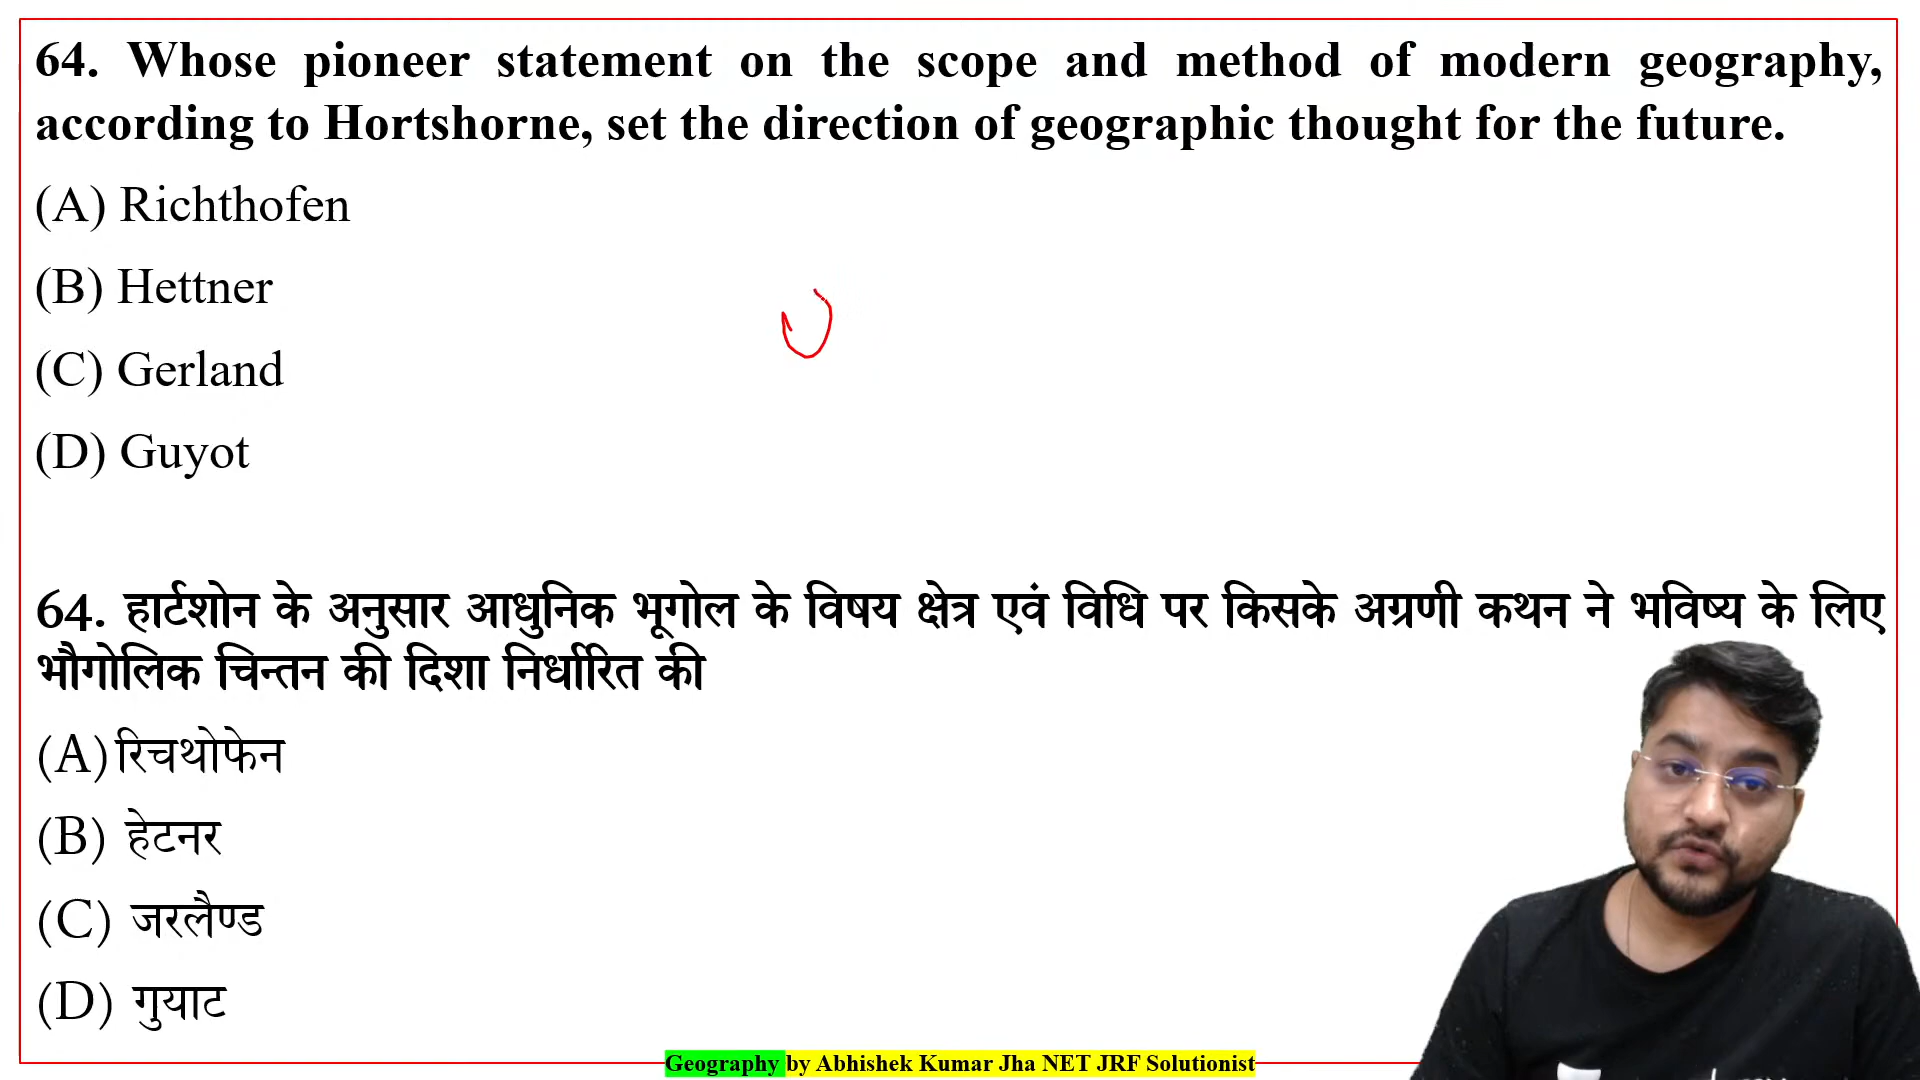 64. Whose pioneer statement on the scope and method of modern geography,
according to Hortshorne, set the direction of geographic thought for the future.
(A) Richthofen
(B) Hettner
(C) Gerland
(D) Guyot
64. हार्टशोन के अनुसार आधुनिक भूगोल के विषय क्षेत्र एवं विधि पर किसके अग्रणी कथन ने भविष्य के लिए
भौगोलिक चिन्तन की दिशा निर्धारित की
(A) रिचथोफेन
(B) हेटनर
(C) जरलैण्ड
(D) गुयाट
Geography by Abhishek Kumar Jha NET JRF Solutionist